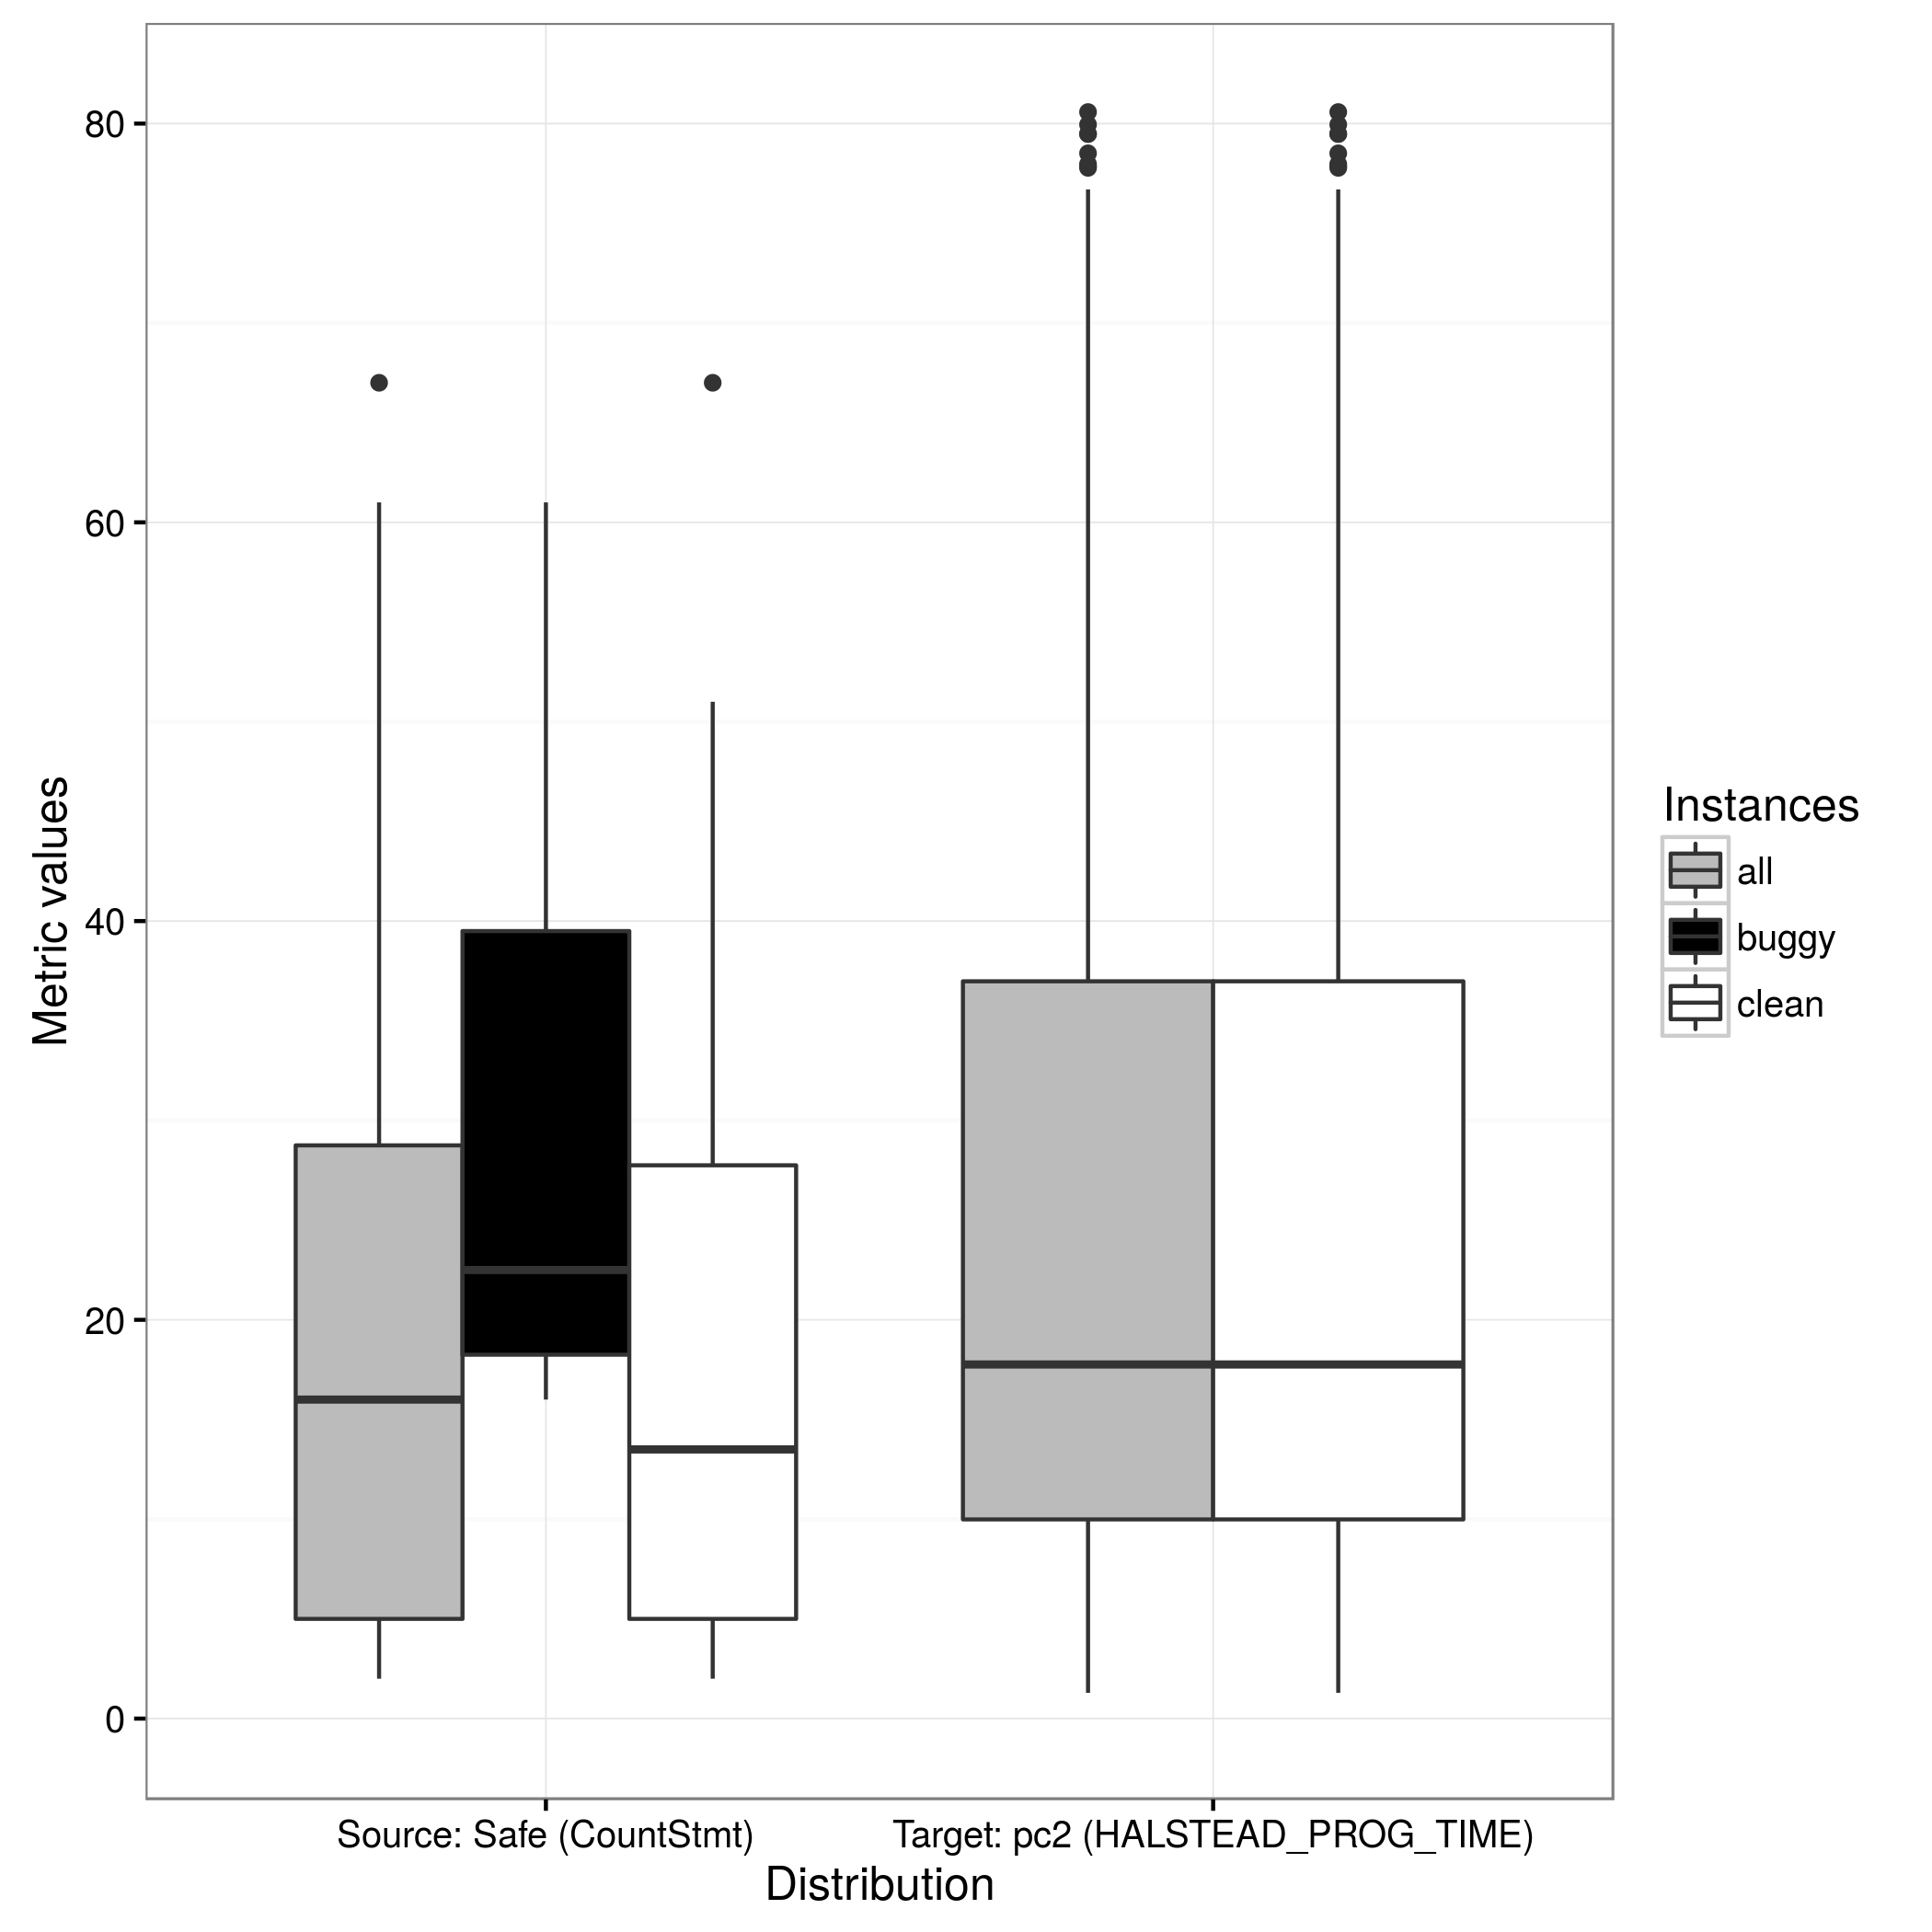 Metric values
80
60
40
20
0
Source: Safe (CountStmt)
Target: pc2 (HALSTEAD_PROG_TIME)
Distribution
Instances
all
buggy
clean